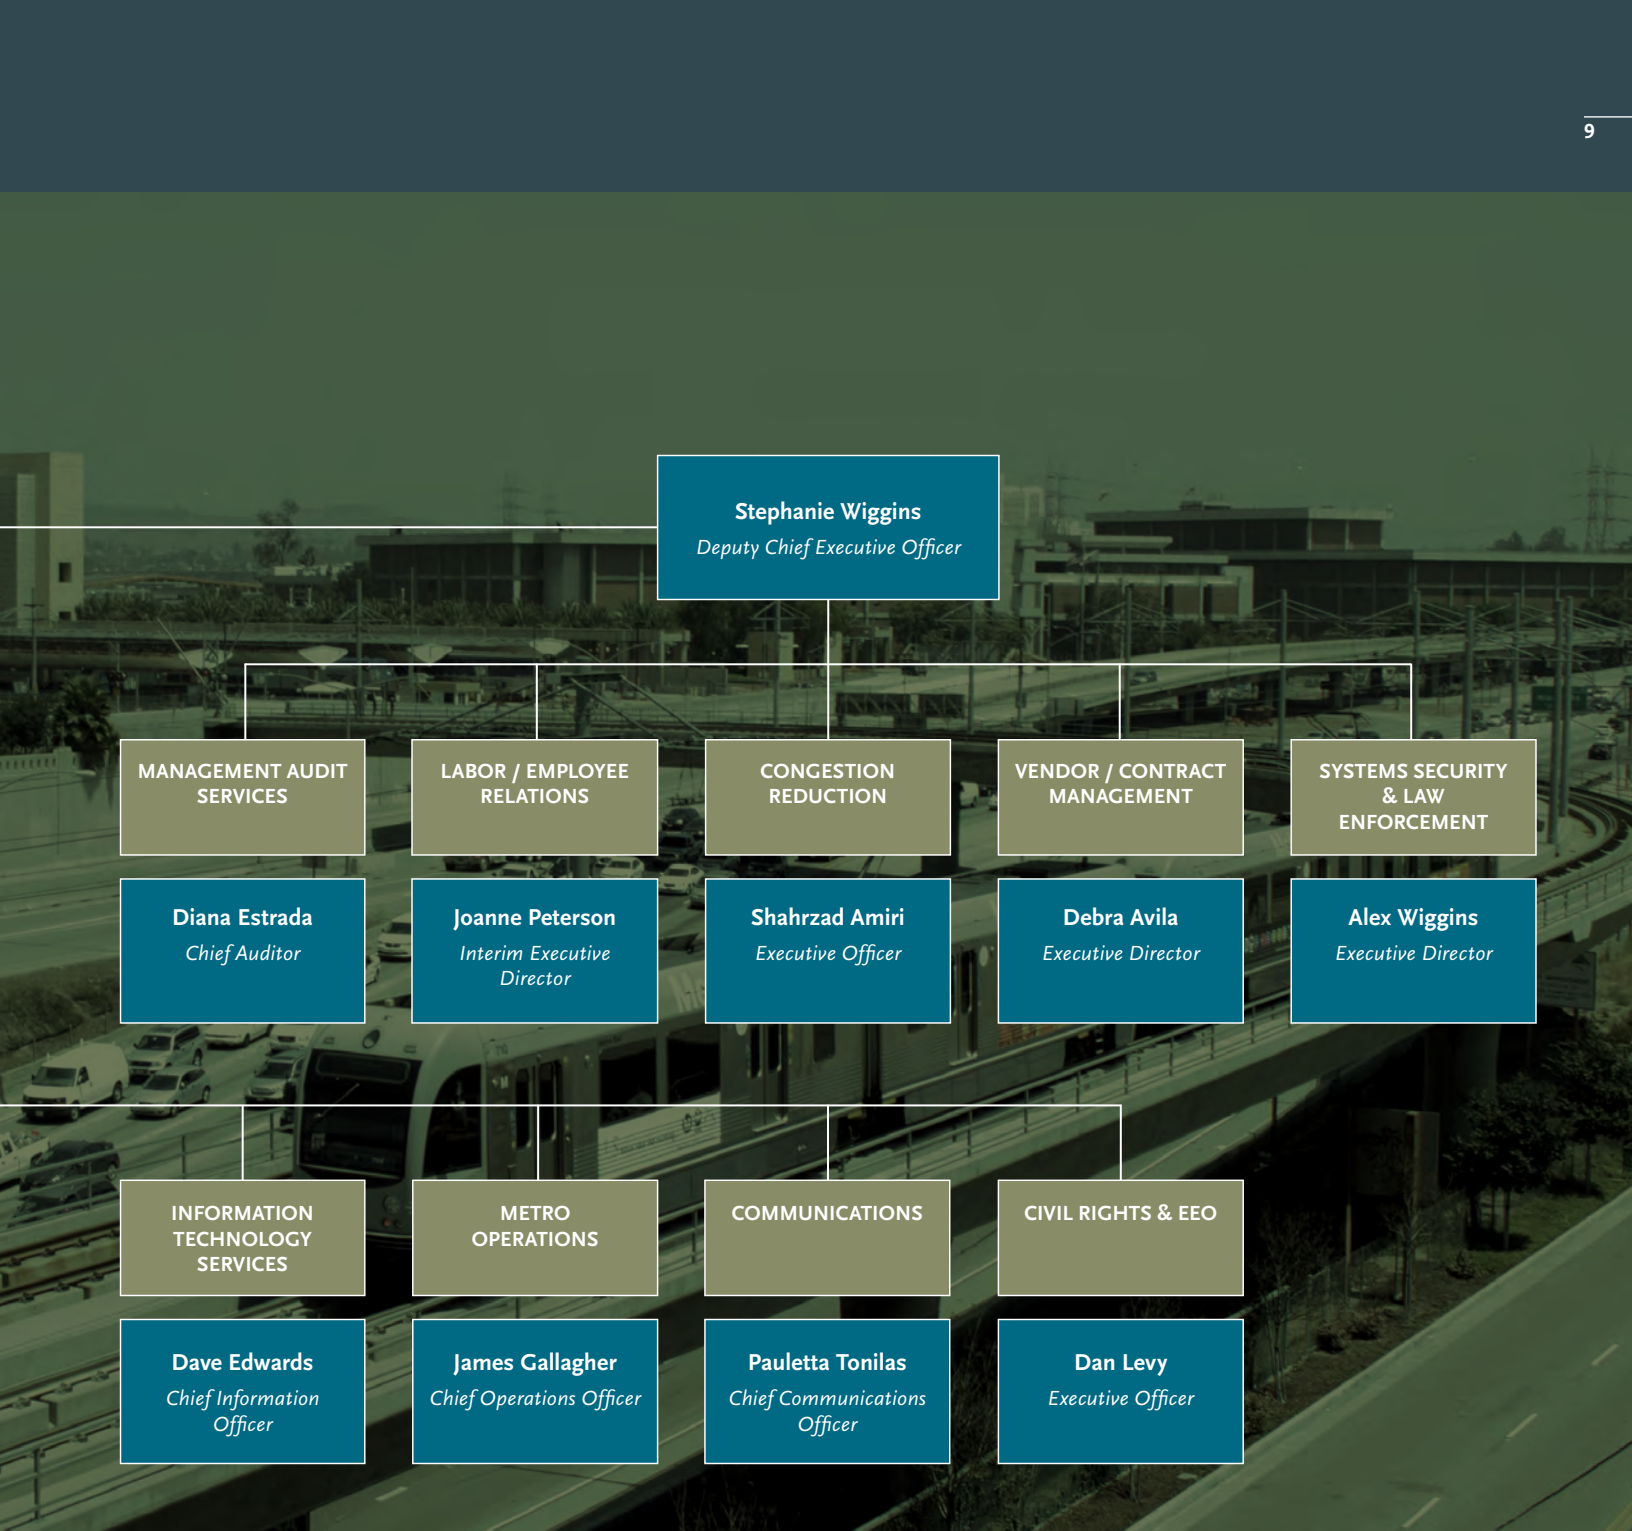 9
Stephanie Wiggins
Deputy Chief Executive Officer
MANAGEMENT AUDIT
SERVICES
LABOR / EMPLOYEE
RELATIONS
CONGESTION
REDUCTION
VENDOR / CONTRACT
MANAGEMENT
SYSTEMS SECURITY
& LAW
ENFORCEMENT
Diana Estrada
Chief Auditor
Joanne Peterson
Interim Executive
Director
Shahrzad Amiri
Executive Officer
Debra Avila
Executive Director
Alex Wiggins
Executive Director
INFORMATION
TECHNOLOGY
SERVICES
METRO
OPERATIONS
COMMUNICATIONS
CIVIL RIGHTS & EEO
Dave Edwards
Chief Information
Officer
James Gallagher
Chief Operations Officer
Pauletta Tonilas
Chief Communications
Officer
Dan Levy
Executive Officer